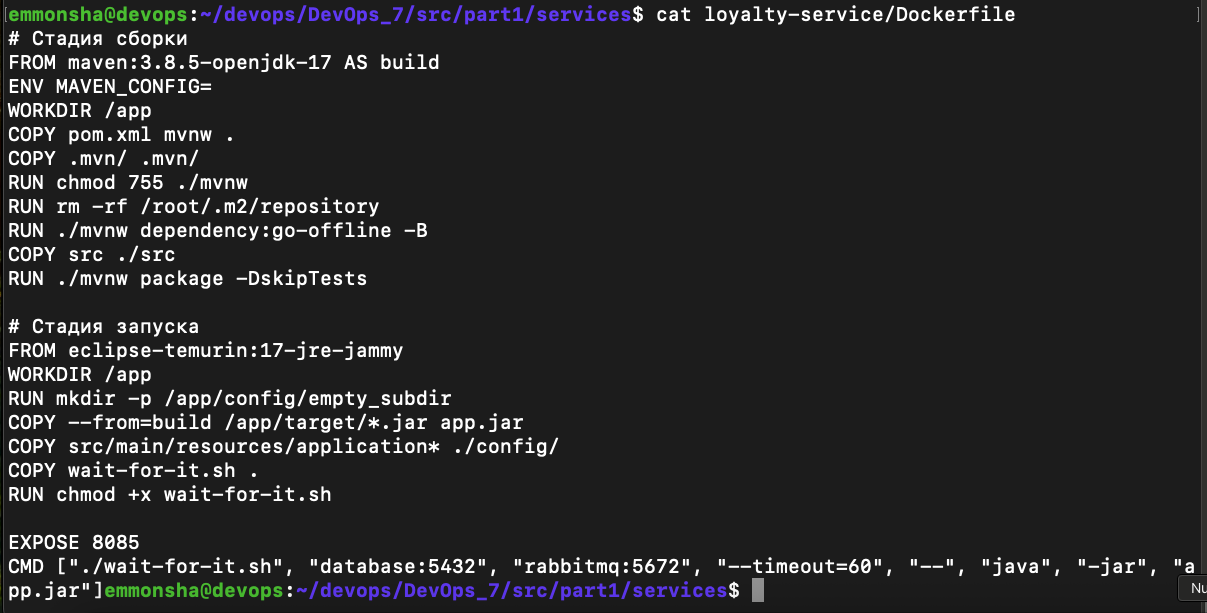 emmonsha@devops:~/devops/DevOps_7/src/part1/services$ cat loyalty-service/Dockerfile
# Стадия сборки
FROM maven:3.8.5-openjdk-17 AS build
ENV MAVEN_CONFIG=
WORKDIR /app
COPY pom.xml mvnw .
COPY .mvn/ .mvn/
RUN chmod 755 ./mvnw
RUN rm -rf /root/.m2/repository
RUN ./mvnw dependency:go-offline -B
COPY src ./src
RUN ./mvnw package -DskipTests
# Стадия запуска
FROM eclipse-temurin:17-jre-jammy
WORKDIR /app
RUN mkdir -p /app/config/empty_subdir
COPY --from=build /app/target/*.jar app.jar
COPY src/main/resources/application* ./config/
COPY wait-for-it.sh .
RUN chmod +x wait-for-it.sh
EXPOSE 8085
CMD ["./wait-for-it.sh", "database:5432", "rabbitmq:5672", "--timeout=60", "--", "java", "-jar", "a
pp.jar"]emmonsha@devops:~/devops/DevOps_7/src/part1/services$